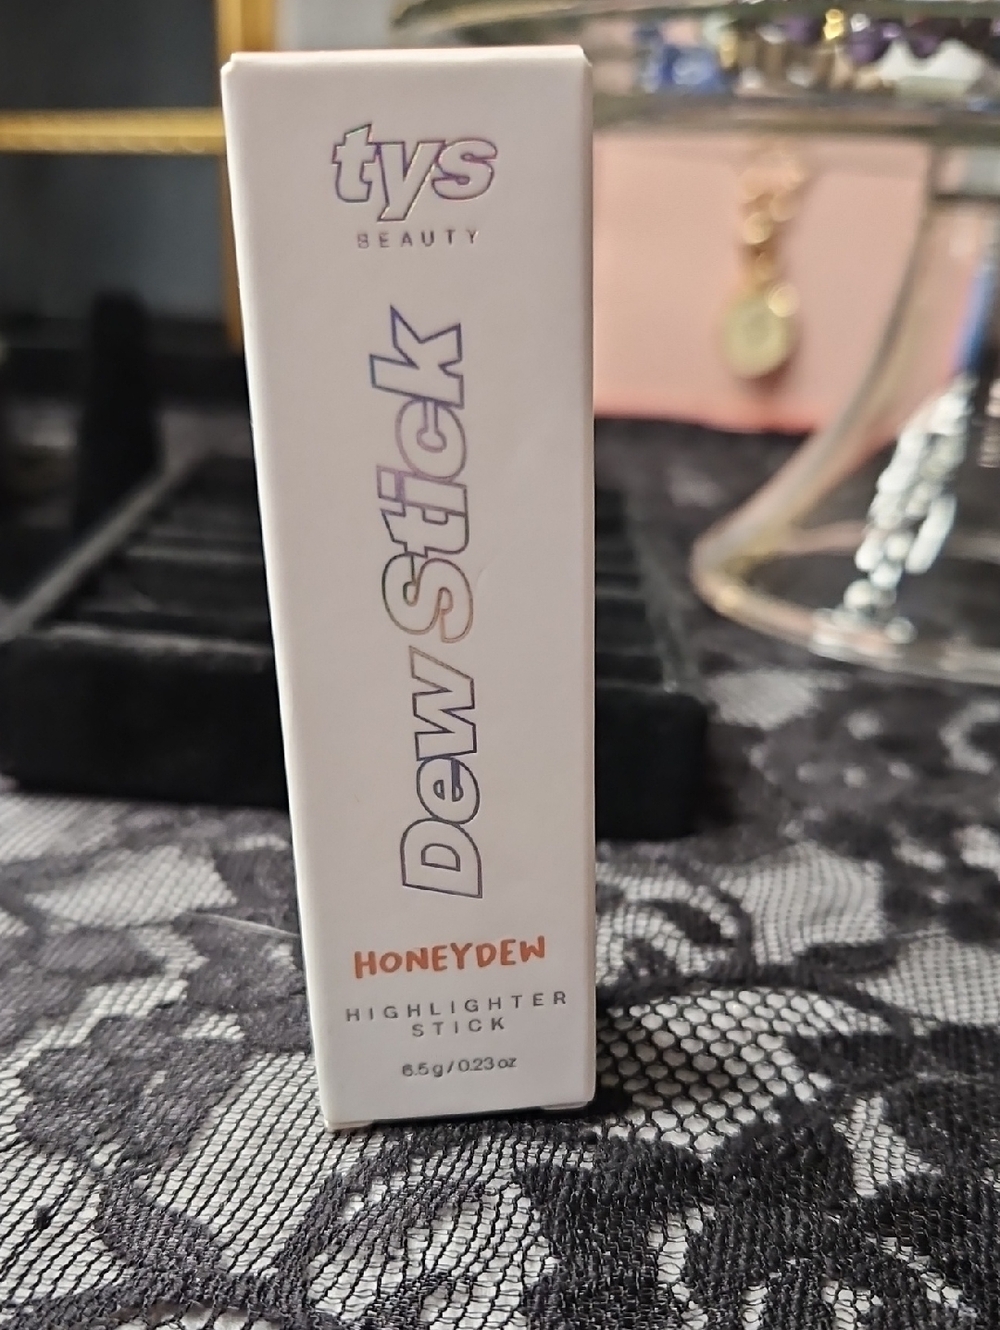 tys
BEAUTY
Dew Stick
HONEYDEW
HIGHLIGHTER
STICK
6.5g/0.23oz